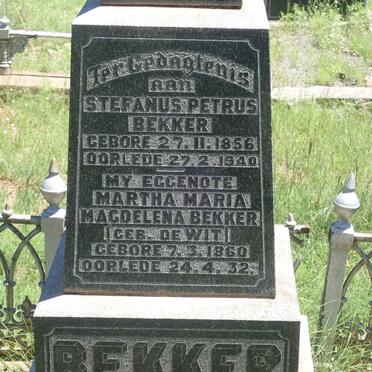 Ter Gedagtenis
aan
STEFANUS PETRUS
BEKKER
GEBORE 27.11.1856
OORLEDE 27.2.1940
MY EGGENOTE
MARTHA MARIA
MAGDELENA BEKKER
(GEB. DE WIT)
GEBORE 7.3.1860
OORLEDE 24.4.32.
BEKKER